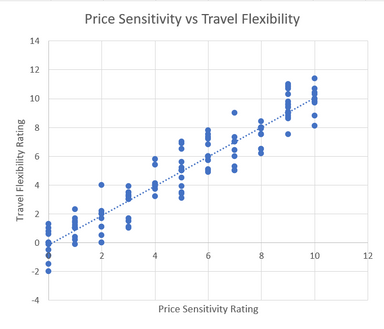 Price Sensitivity vs Travel Flexibility
14
12
10
8
6
4
2
0
-2
-4
Travel Flexibility Rating
0 2 4 6 8 10 12
Price Sensitivity Rating